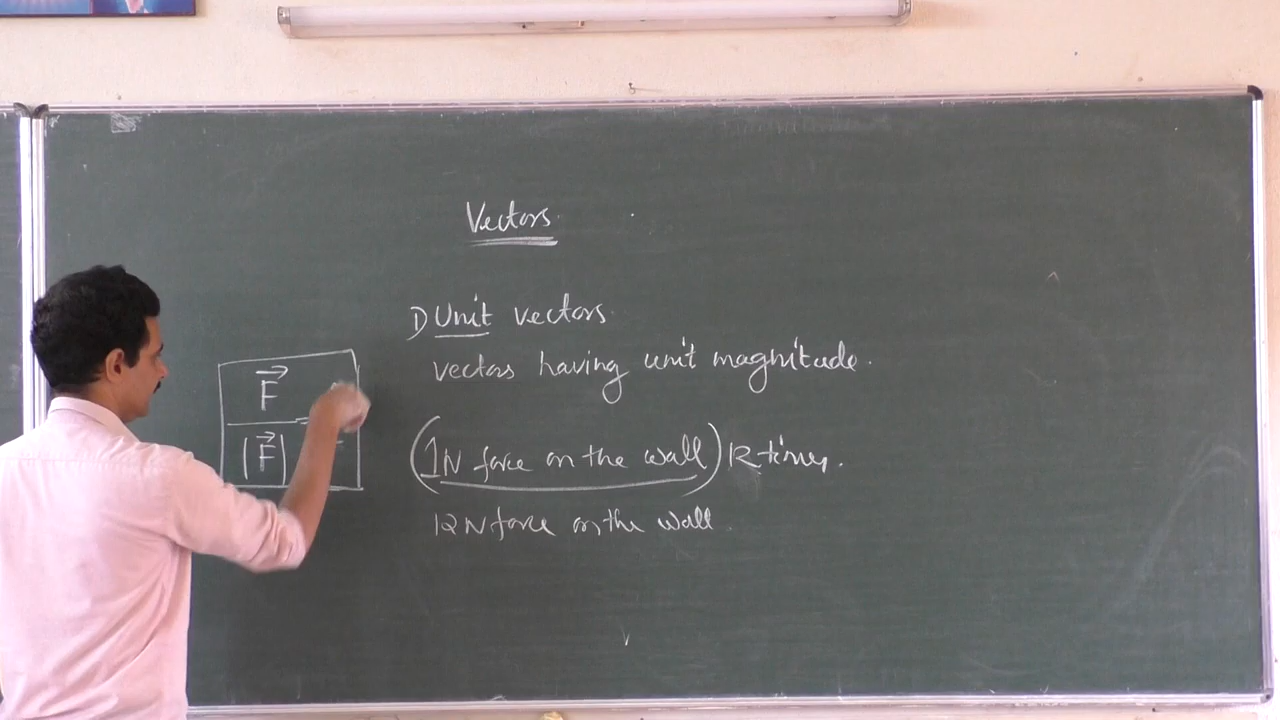 Vectors
1) Unit vectors.
vectors having unit magnitude.
F⃗
|F⃗|
(1N force on the wall) 12 times.
12 N force on the wall.